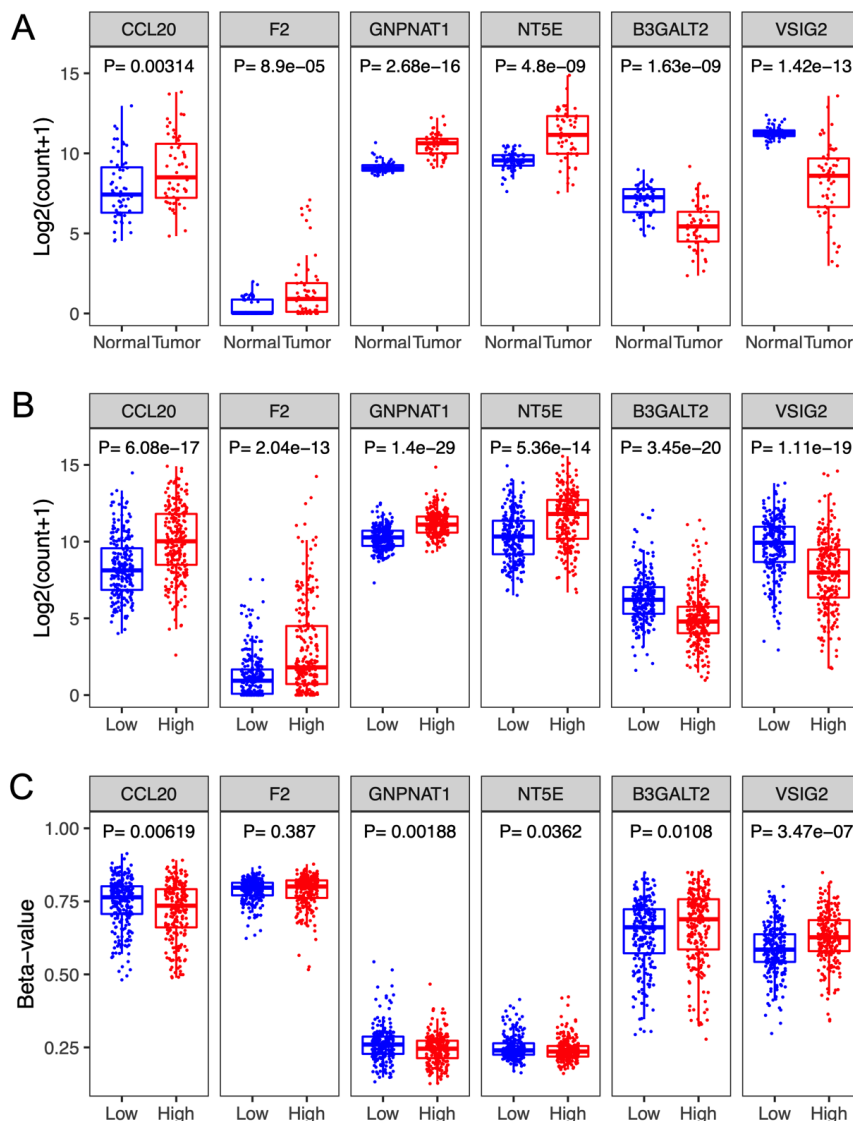 A
CCL20 F2 GNPNAT1 NT5E B3GALT2 VSIG2
P= 0.00314 P= 8.9e−05 P= 2.68e−16 P= 4.8e−09 P= 1.63e−09 P= 1.42e−13
15
10
5
0
Log2(count+1)
Normal Tumor Normal Tumor Normal Tumor Normal Tumor Normal Tumor Normal Tumor
B
CCL20 F2 GNPNAT1 NT5E B3GALT2 VSIG2
P= 6.08e−17 P= 2.04e−13 P= 1.4e−29 P= 5.36e−14 P= 3.45e−20 P= 1.11e−19
15
10
5
0
Log2(count+1)
Low High Low High Low High Low High Low High Low High
C
CCL20 F2 GNPNAT1 NT5E B3GALT2 VSIG2
P= 0.00619 P= 0.387 P= 0.00188 P= 0.0362 P= 0.0108 P= 3.47e−07
1.00
0.75
0.50
0.25
Beta−value
Low High Low High Low High Low High Low High Low High